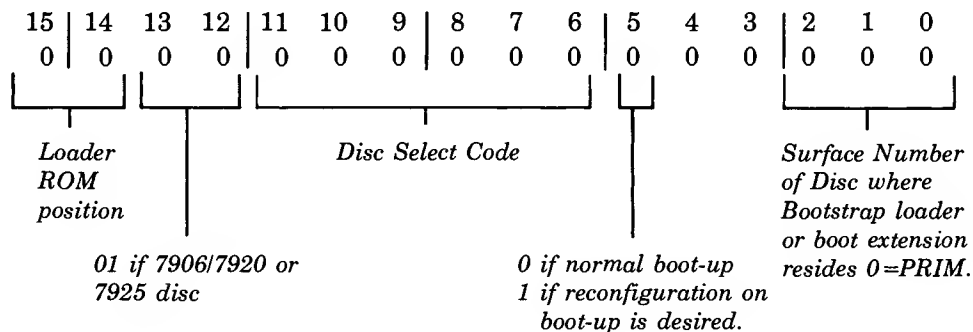 15 14 13 12 11 10 9 8 7 6 5 4 3 2 1 0
0 0 0 0 0 0 0 0 0 0 0 0 0 0 0 0
Loader
ROM
position
Disc Select Code
Surface Number
of Disc where
Bootstrap loader
or boot extension
resides 0=PRIM.
01 if 7906/7920 or
7925 disc
0 if normal boot-up
1 if reconfiguration on
boot-up is desired.